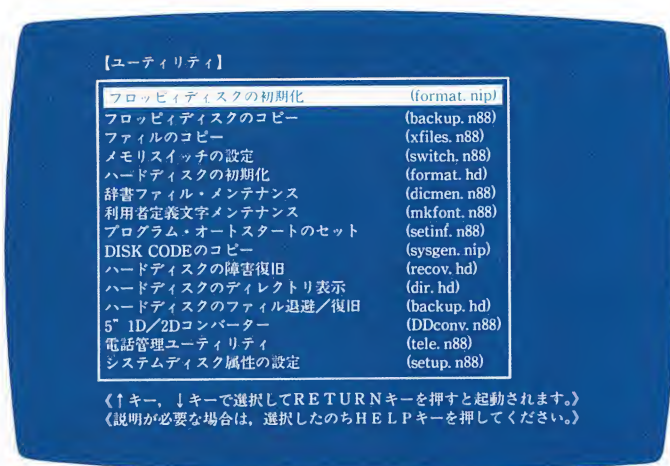 【ユーティリティ】
フロッピィディスクの初期化 (format. nip)
フロッピィディスクのコピー (backup. n88)
ファイルのコピー (xfiles. n88)
メモリスイッチの設定 (switch. n88)
ハードディスクの初期化 (format. hd)
辞書ファイル・メンテナンス (dicmen. n88)
利用者定義文字メンテナンス (mkfont. n88)
プログラム・オートスタートのセット (setinf. n88)
DISK CODEのコピー (sysgen. nip)
ハードディスクの障害復旧 (recov. hd)
ハードディスクのディレクトリ表示 (dir. hd)
ハードディスクのファイル退避／復旧 (backup. hd)
5” 1D／2Dコンバーター (DDconv. n88)
電話管理ユーティリティ (tele. n88)
システムディスク属性の設定 (setup. n88)
《↑キー，↓キーで選択してＲＥＴＵＲＮキーを押すと起動されます。》
《説明が必要な場合は，選択したのちＨＥＬＰキーを押してください。》